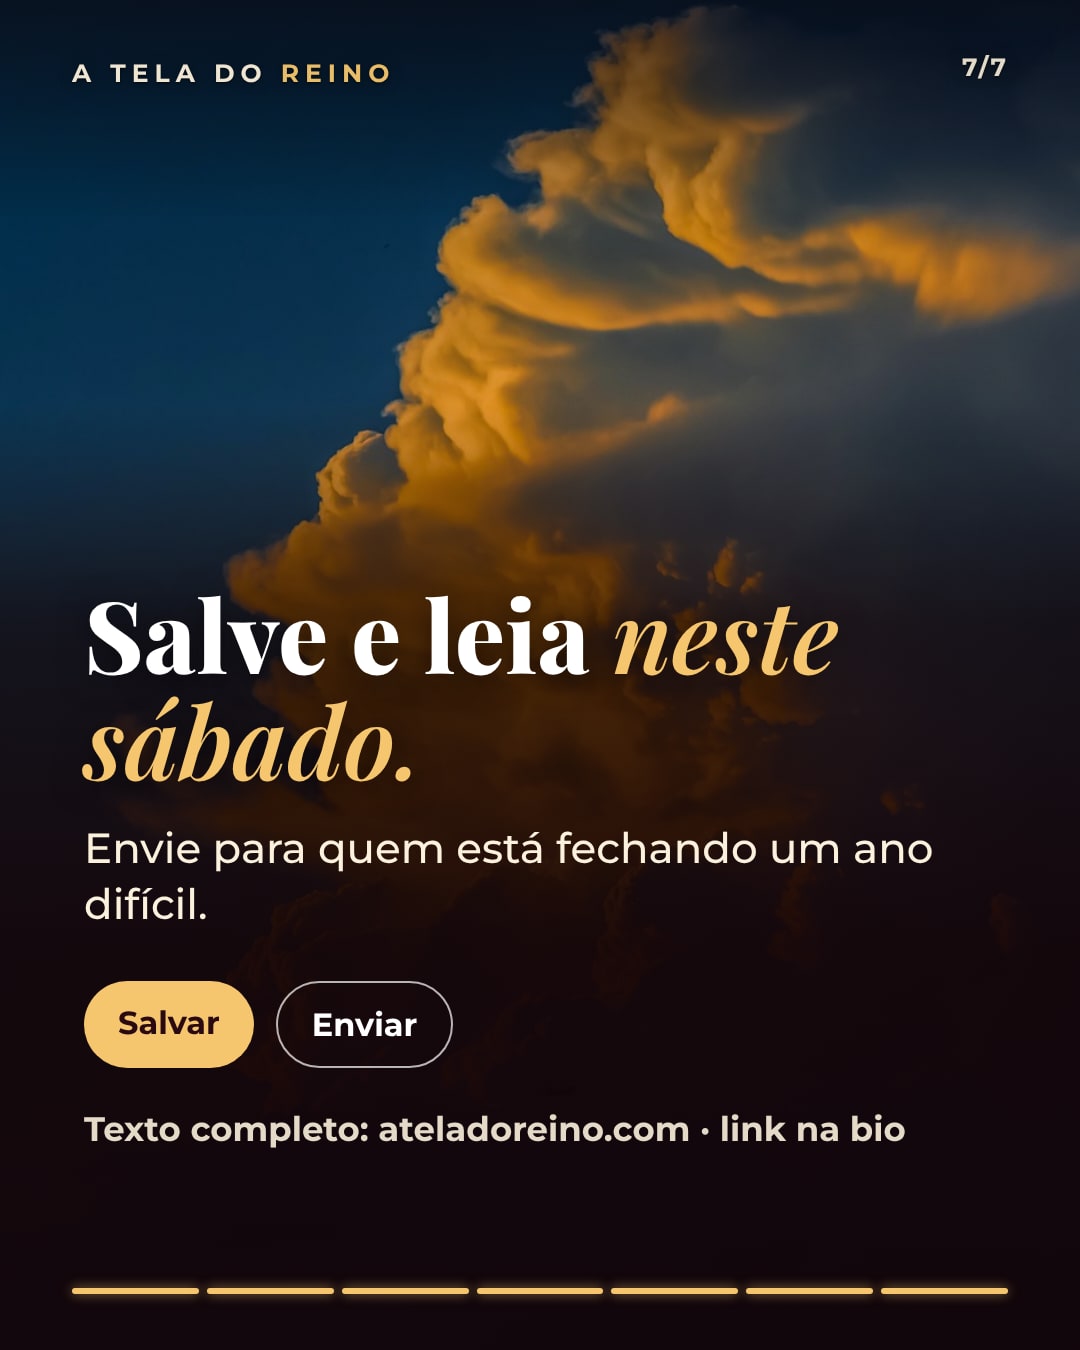 A TELA DO REINO
7/7
Salve e leia neste
sábado.
Envie para quem está fechando um ano
difícil.
Salvar
Enviar
Texto completo: ateladoreino.com · link na bio